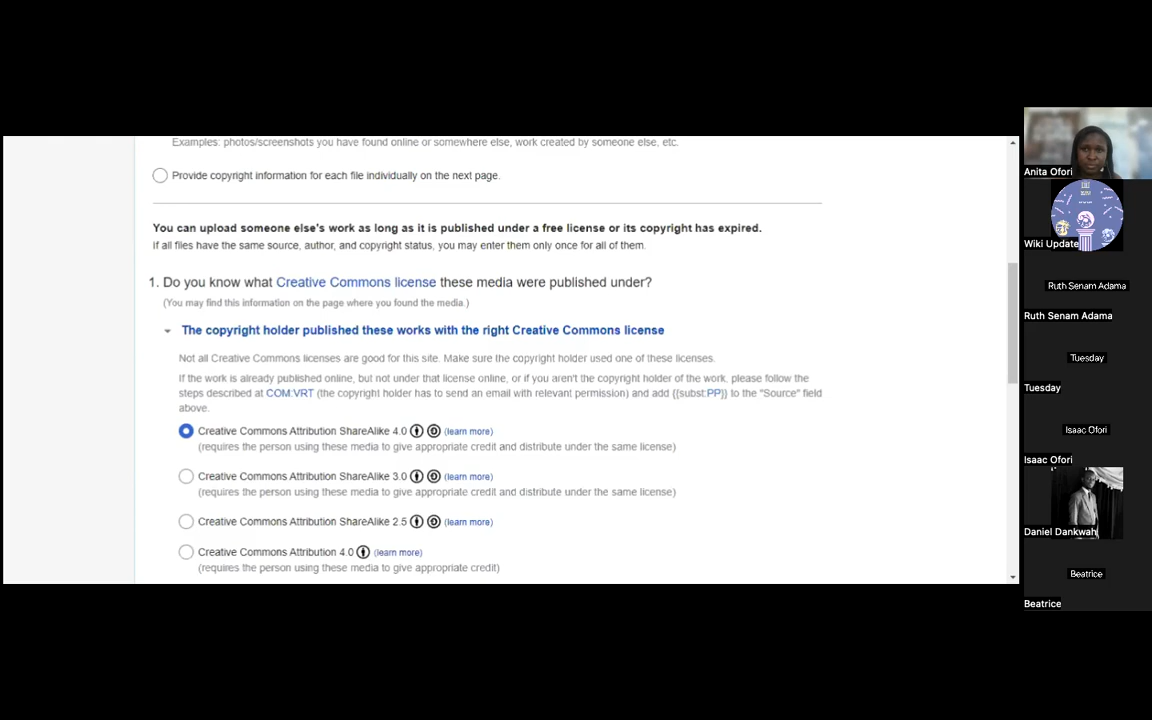 Examples: photos/screenshots you have found online or somewhere else, work created by someone else, etc.
Provide copyright information for each file individually on the next page.
You can upload someone else's work as long as it is published under a free license or its copyright has expired.
If all files have the same source, author, and copyright status, you may enter them only once for all of them.
1. Do you know what Creative Commons license these media were published under?
(You may find this information on the page where you found the media.)
The copyright holder published these works with the right Creative Commons license
Not all Creative Commons licenses are good for this site. Make sure the copyright holder used one of these licenses.
If the work is already published online, but not under that license online, or if you aren't the copyright holder of the work, please follow the
steps described at COM:VRT (the copyright holder has to send an email with relevant permission) and add {{subst:PP}} to the "Source" field
above.
Creative Commons Attribution ShareAlike 4.0 (learn more)
(requires the person using these media to give appropriate credit and distribute under the same license)
Creative Commons Attribution ShareAlike 3.0 (learn more)
(requires the person using these media to give appropriate credit and distribute under the same license)
Creative Commons Attribution ShareAlike 2.5 (learn more)
Creative Commons Attribution 4.0 (learn more)
(requires the person using these media to give appropriate credit)
Anita Ofori
Wiki Update
Ruth Senam Adama
Ruth Senam Adama
Tuesday
Tuesday
Isaac Ofori
Isaac Ofori
Daniel Dankwah
Beatrice
Beatrice